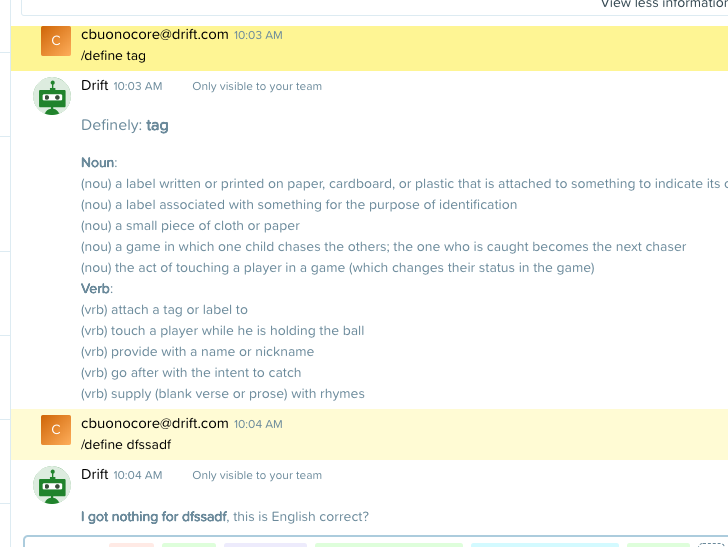 View less information
cbuonocore@drift.com 10:03 AM
C
/define tag
Drift 10:03 AM Only visible to your team
Definely: tag
Noun:
(nou) a label written or printed on paper, cardboard, or plastic that is attached to something to indicate its
(nou) a label associated with something for the purpose of identification
(nou) a small piece of cloth or paper
(nou) a game in which one child chases the others; the one who is caught becomes the next chaser
(nou) the act of touching a player in a game (which changes their status in the game)
Verb:
(vrb) attach a tag or label to
(vrb) touch a player while he is holding the ball
(vrb) provide with a name or nickname
(vrb) go after with the intent to catch
(vrb) supply (blank verse or prose) with rhymes
cbuonocore@drift.com 10:04 AM
C
/define dfssadf
Drift 10:04 AM Only visible to your team
I got nothing for dfssadf, this is English correct?